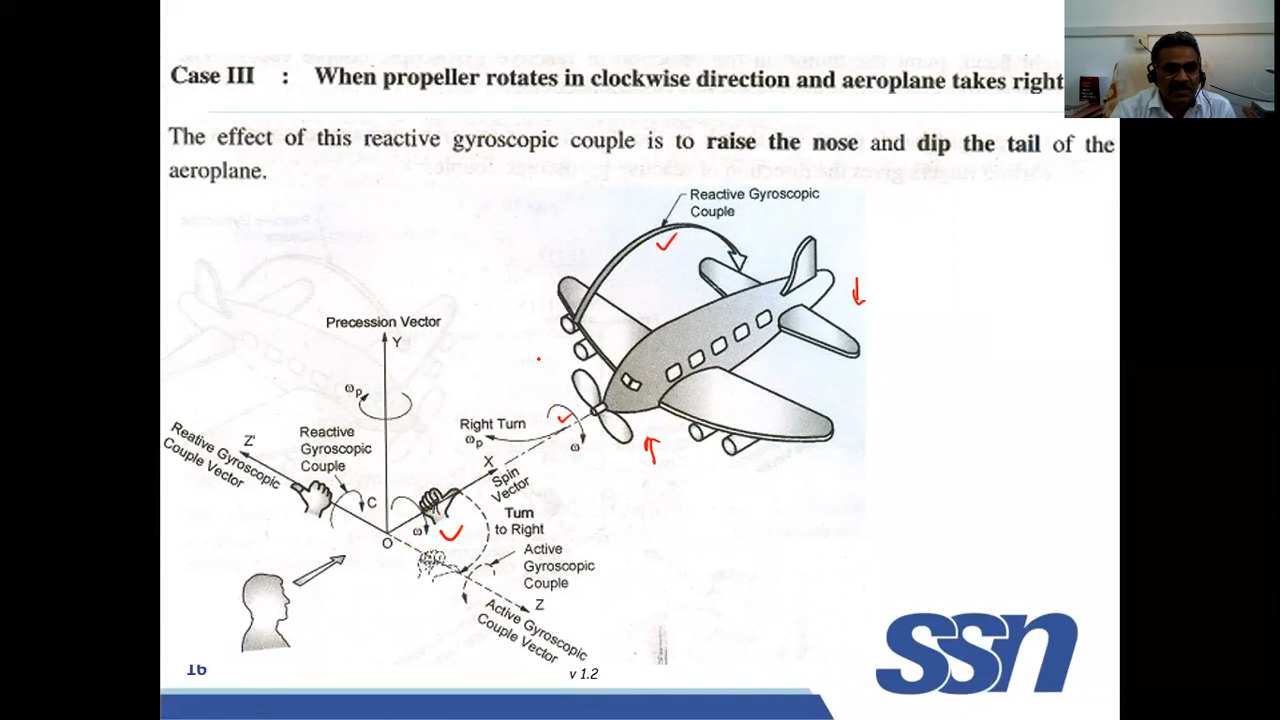 Case III : When propeller rotates in clockwise direction and aeroplane takes right
The effect of this reactive gyroscopic couple is to raise the nose and dip the tail of the
aeroplane.
Reactive Gyroscopic
Couple
Precession Vector
Y
ωP
Right Turn
ωP
ω
Reactive
Gyroscopic
Couple
Z'
Reative Gyroscopic
Couple Vector
C
X
Spin
Vector
ω
Turn
to Right
O
Active
Gyroscopic
Couple
Z
Active Gyroscopic
Couple Vector
16
v 1.2
ssn